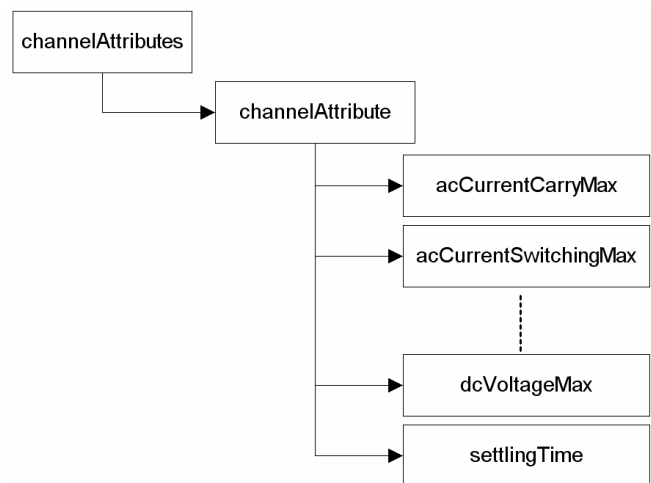 channelAttributes
channelAttribute
acCurrentCarryMax
acCurrentSwitchingMax
dcVoltageMax
settlingTime